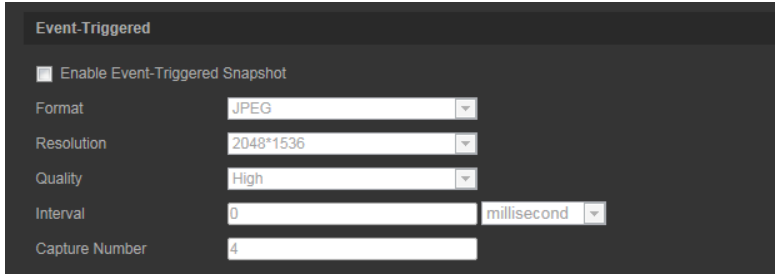 Event-Triggered
Enable Event-Triggered Snapshot
Format JPEG
Resolution 2048*1536
Quality High
Interval 0 millisecond
Capture Number 4